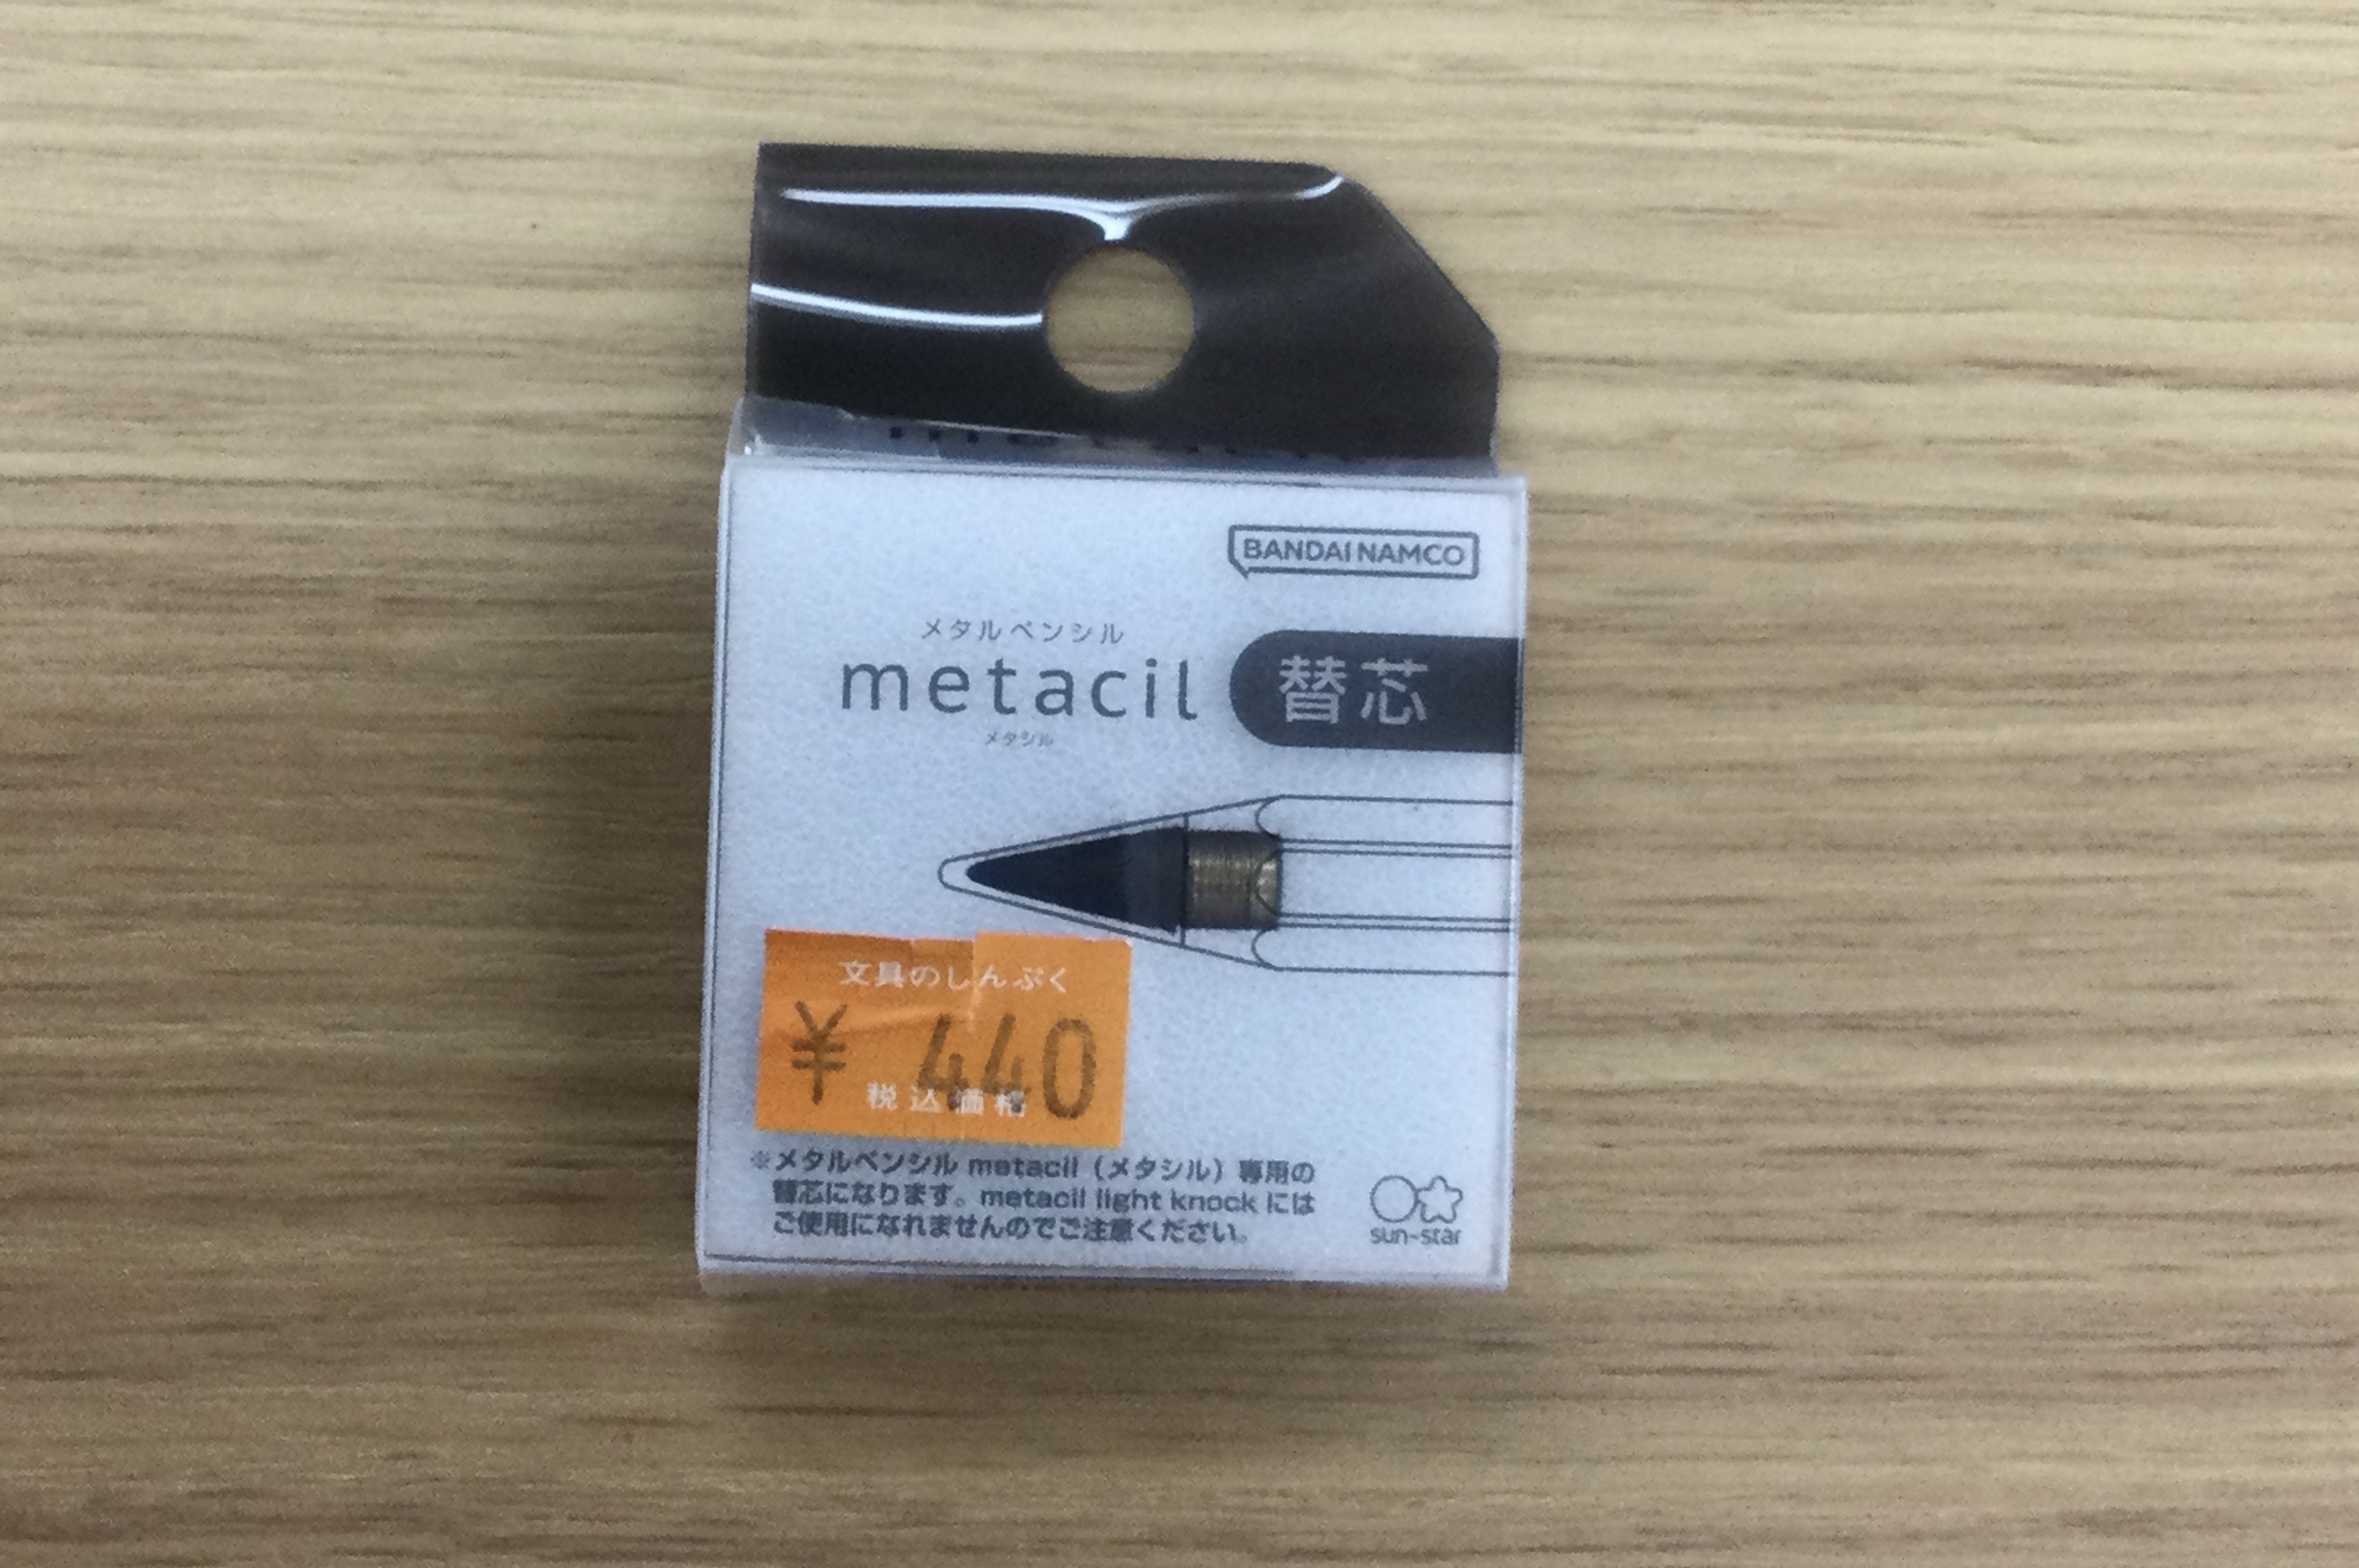 BANDAI NAMCO
メタルペンシル
metacil 替芯
メタシル
文具のしんぷく
¥ 440
税込価格
※メタルペンシル metacil（メタシル）専用の
替芯になります。metacil light knock には
ご使用になれませんのでご注意ください。
sun-star